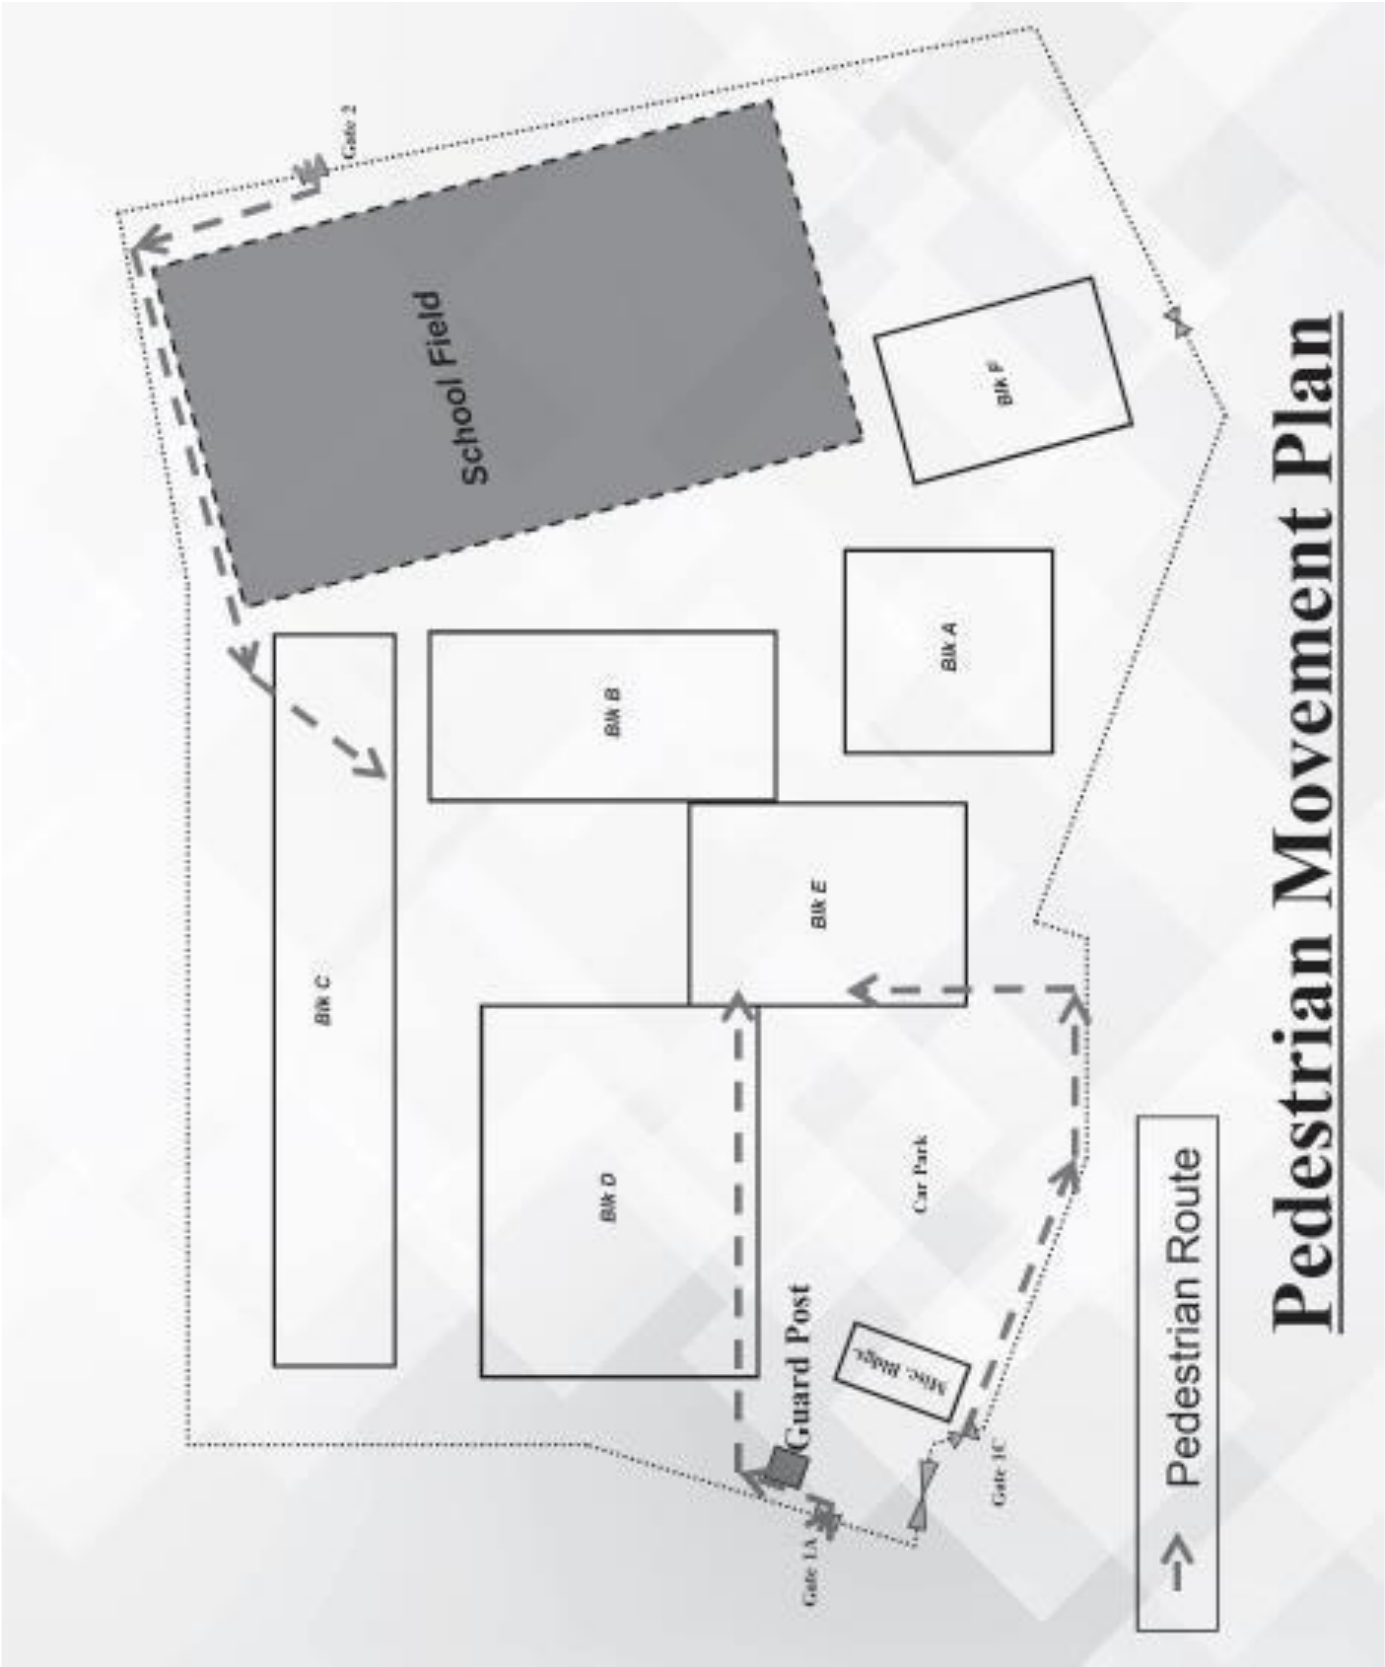 Pedestrian Movement Plan
Gate 2
School Field
Blk F
Blk A
Blk B
Blk C
Blk E
Blk D
Car Park
Guard Post
Misc. Bldgs.
Gate 1A
Gate 1C
Pedestrian Route